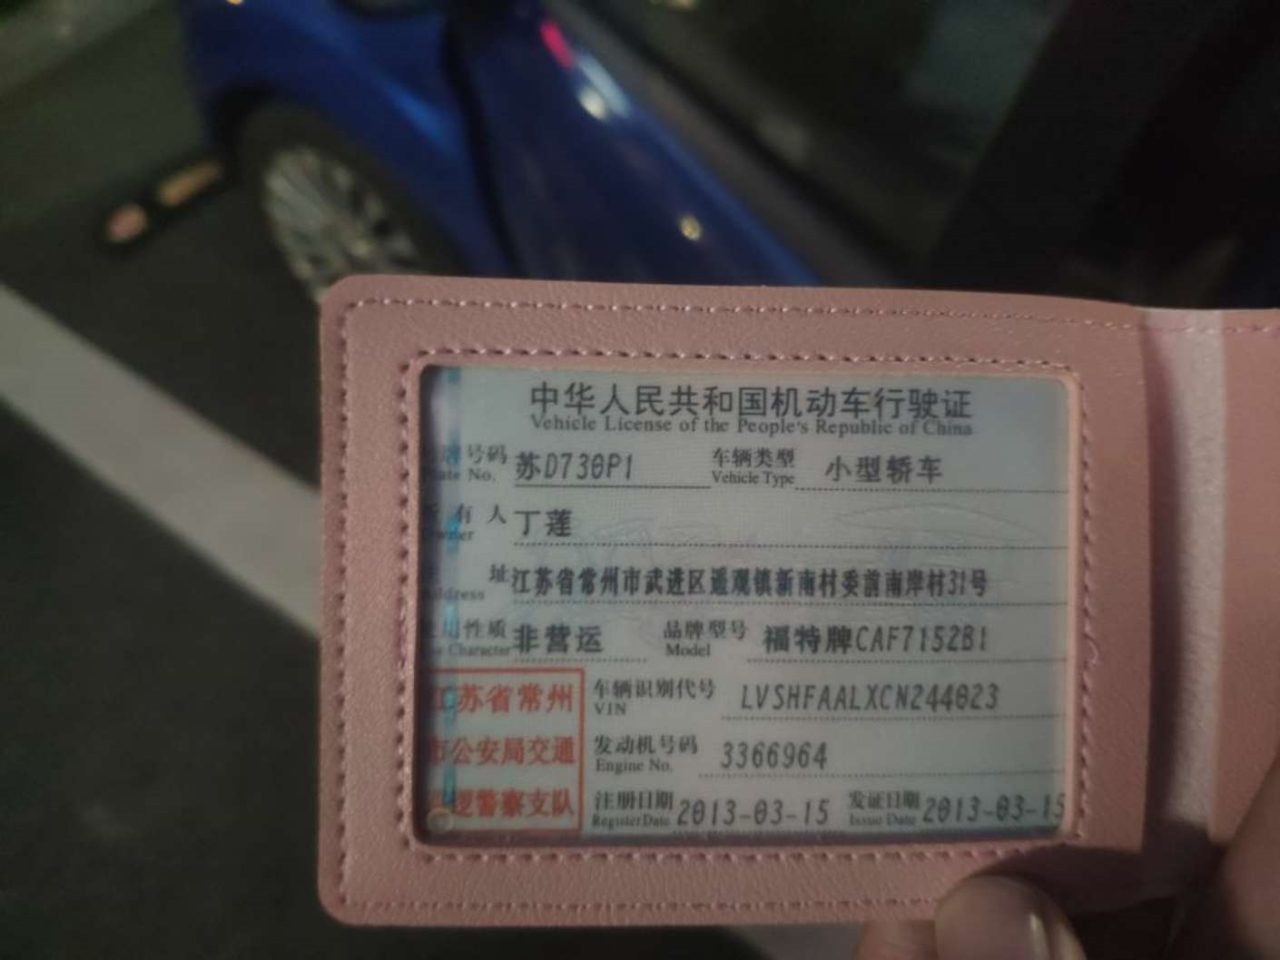 中华人民共和国机动车行驶证
Vehicle License of the People's Republic of China
号码 苏D730P1 车辆类型 小型轿车
No. Vehicle Type
有人 丁莲
址 江苏省常州市武进区遥观镇新南村委前南岸村31号
性质 非营运 品牌型号 福特牌CAF7152B1
Character Model
江苏省常州
市公安局交通
巡逻警察支队
车辆识别代号 LVSHFAALXCN244023
VIN
发动机号码 3366964
Engine No.
注册日期 2013-03-15 发证日期 2013-03-15
Register Date Issue Date